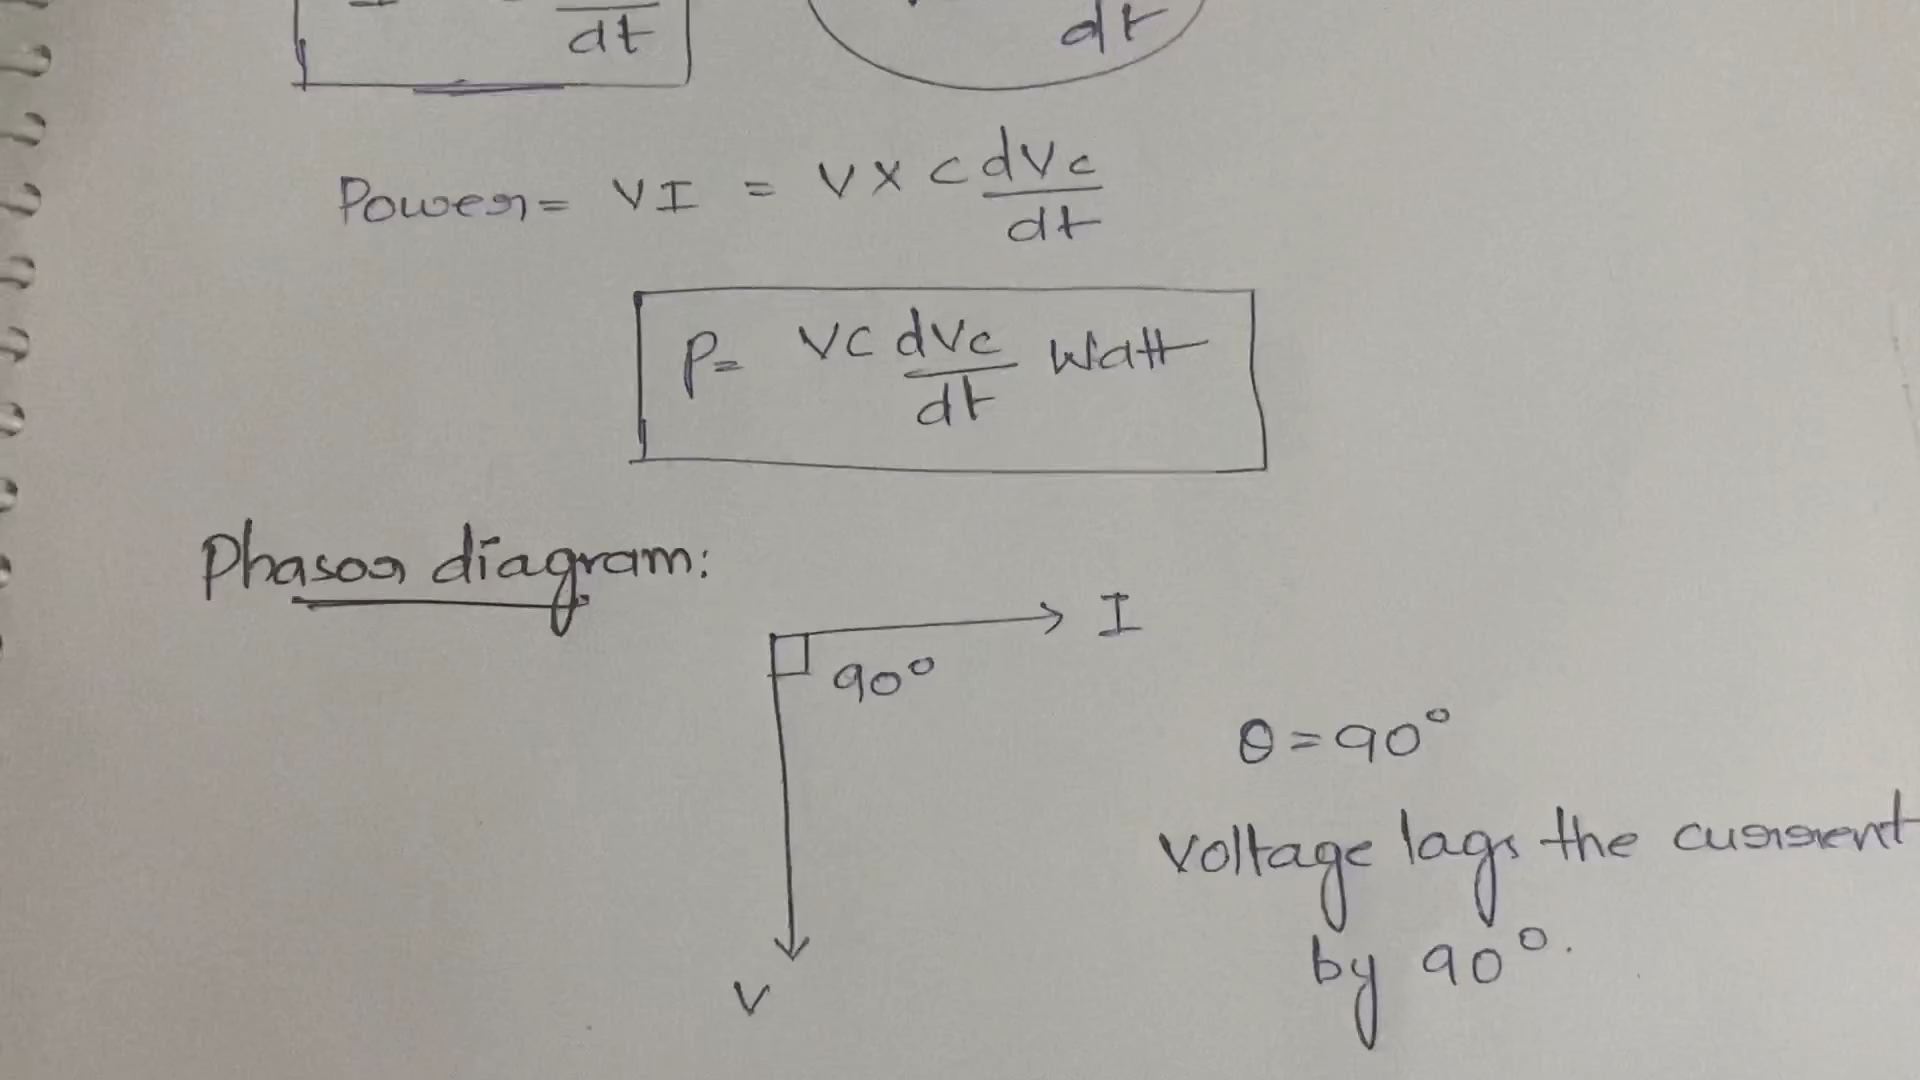 dt
dt
Power = VI = V × C dVc/dt
P = VC dVc/dt Watt
Phasor diagram:
I
90°
θ = 90°
Voltage lags the current
by 90°.
V